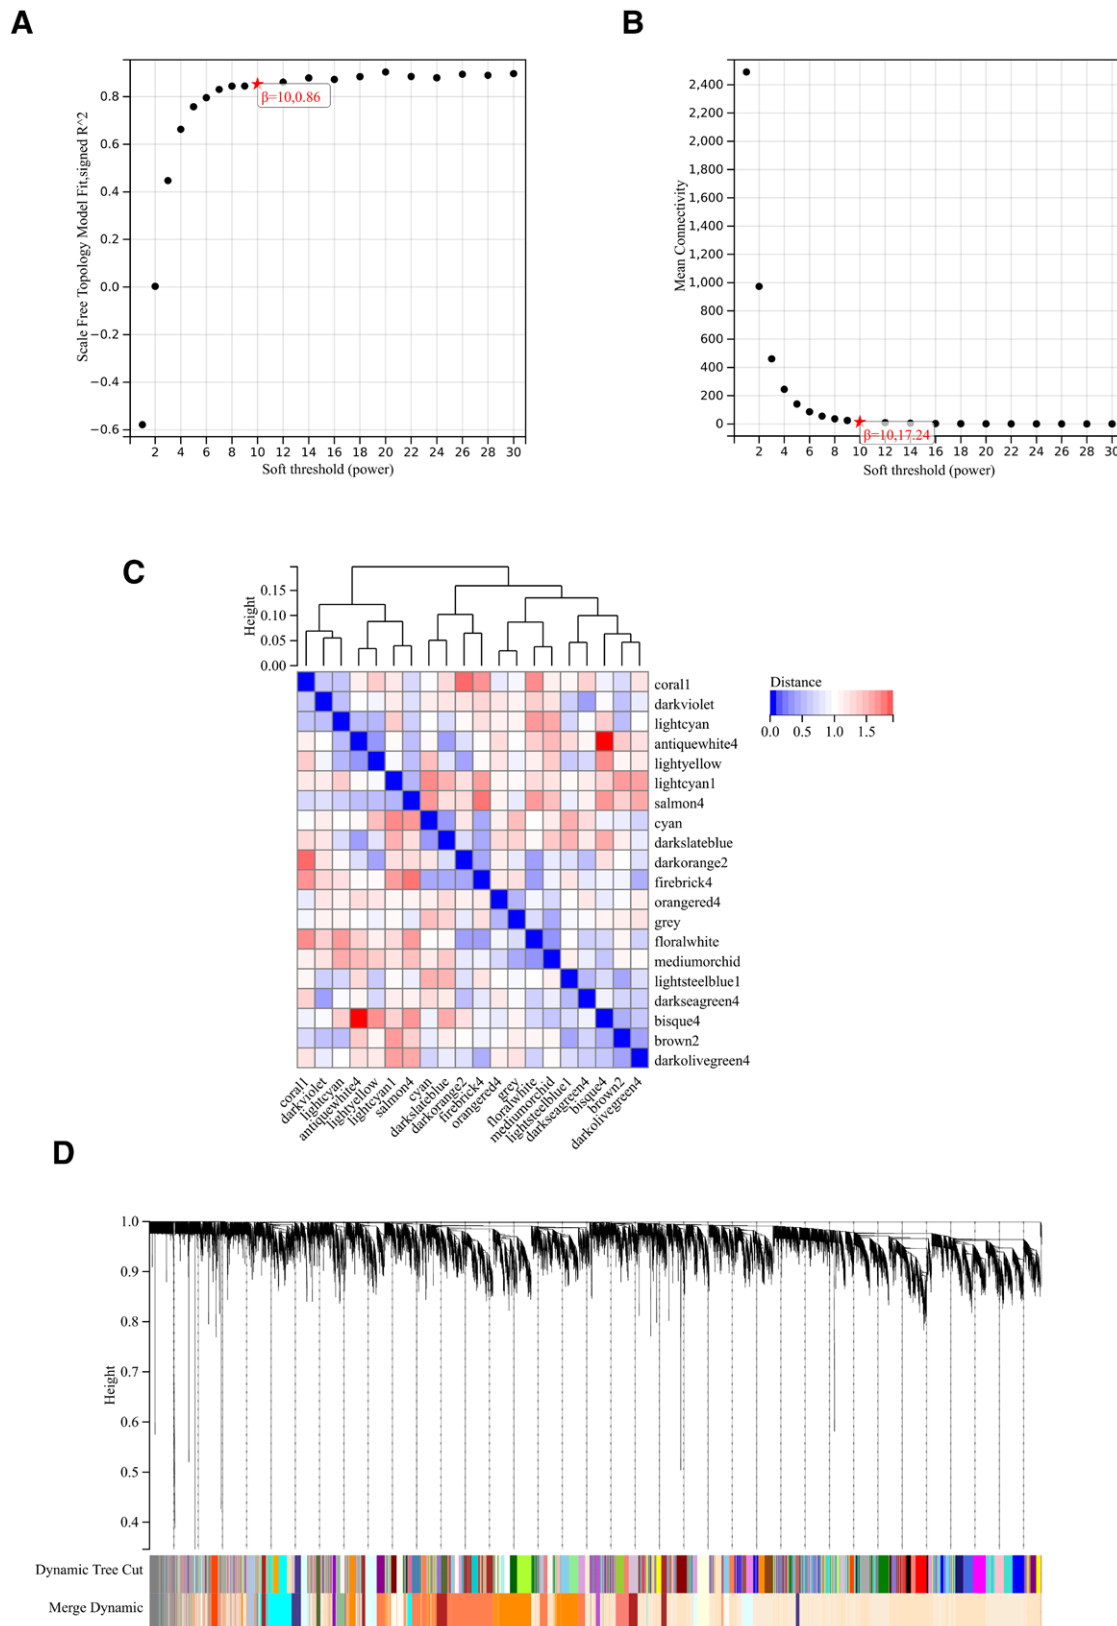 A
B
Scale Free Topology Model Fit,signed R^2
0.8
0.6
0.4
0.2
0.0
−0.2
−0.4
−0.6
β=10,0.86
2 4 6 8 10 12 14 16 18 20 22 24 26 28 30
Soft threshold (power)
Mean Connectivity
2,400
2,200
2,000
1,800
1,600
1,400
1,200
1,000
800
600
400
200
0
β=10,17.24
2 4 6 8 10 12 14 16 18 20 22 24 26 28 30
Soft threshold (power)
C
Height
0.15
0.10
0.05
0.00
Distance
0.0 0.5 1.0 1.5
coral1
darkviolet
lightcyan
antiquewhite4
lightyellow
lightcyan1
salmon4
cyan
darkslateblue
darkorange2
firebrick4
orangered4
grey
floralwhite
mediumorchid
lightsteelblue1
darkseagreen4
bisque4
brown2
darkolivegreen4
coral1
darkviolet
lightcyan
antiquewhite4
lightyellow
lightcyan1
salmon4
cyan
darkslateblue
darkorange2
firebrick4
orangered4
grey
floralwhite
mediumorchid
lightsteelblue1
darkseagreen4
bisque4
brown2
darkolivegreen4
D
Height
1.0
0.9
0.8
0.7
0.6
0.5
0.4
Dynamic Tree Cut
Merge Dynamic